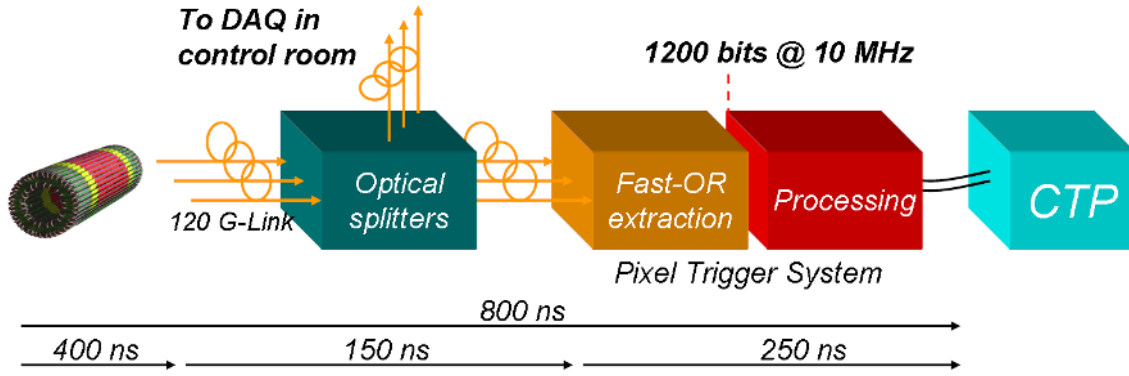 To DAQ in
control room
1200 bits @ 10 MHz
120 G-Link
Optical
splitters
Fast-OR
extraction
Processing
CTP
Pixel Trigger System
800 ns
400 ns
150 ns
250 ns